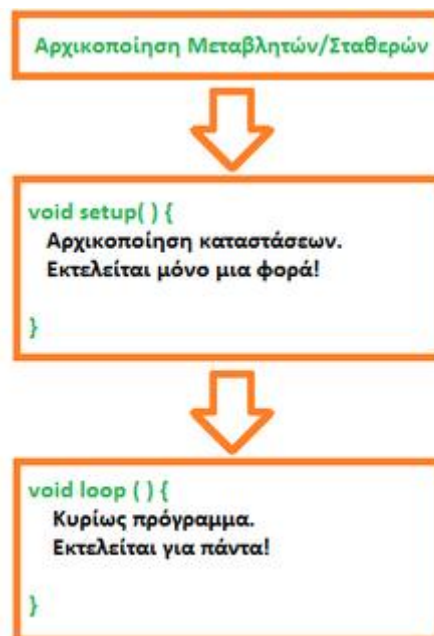 Αρχικοποίηση Μεταβλητών/Σταθερών
void setup( ) {
Αρχικοποίηση καταστάσεων.
Εκτελείται μόνο μια φορά!
}
void loop ( ) {
Κυρίως πρόγραμμα.
Εκτελείται για πάντα!
}